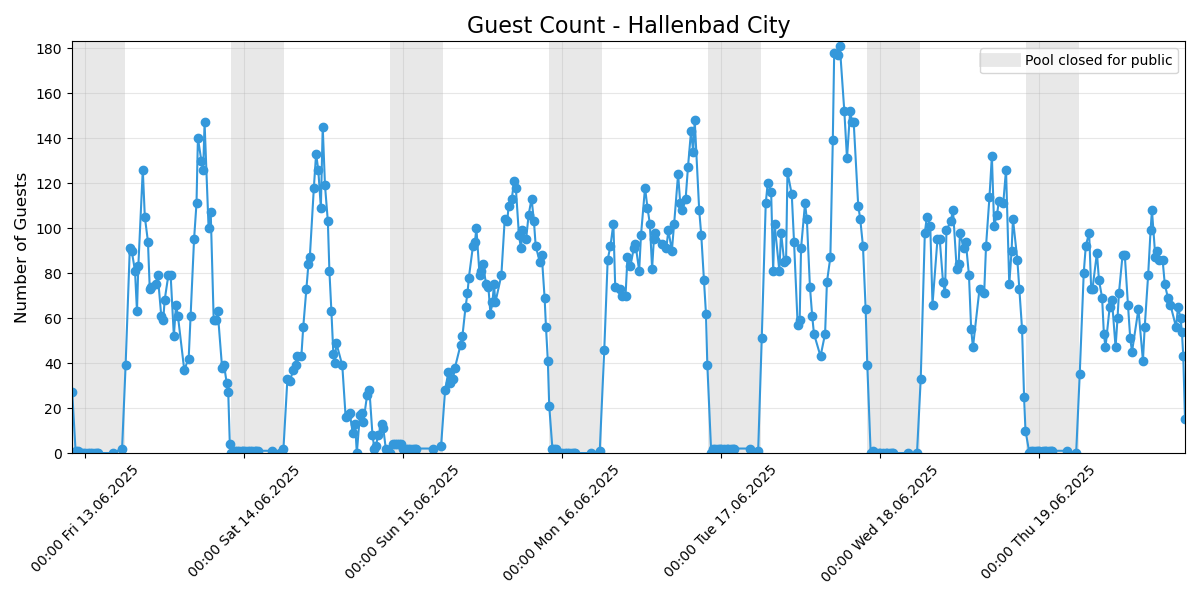 Guest Count - Hallenbad City
Pool closed for public
Number of Guests
180
160
140
120
100
80
60
40
20
0
00:00 Fri 13.06.2025
00:00 Sat 14.06.2025
00:00 Sun 15.06.2025
00:00 Mon 16.06.2025
00:00 Tue 17.06.2025
00:00 Wed 18.06.2025
00:00 Thu 19.06.2025